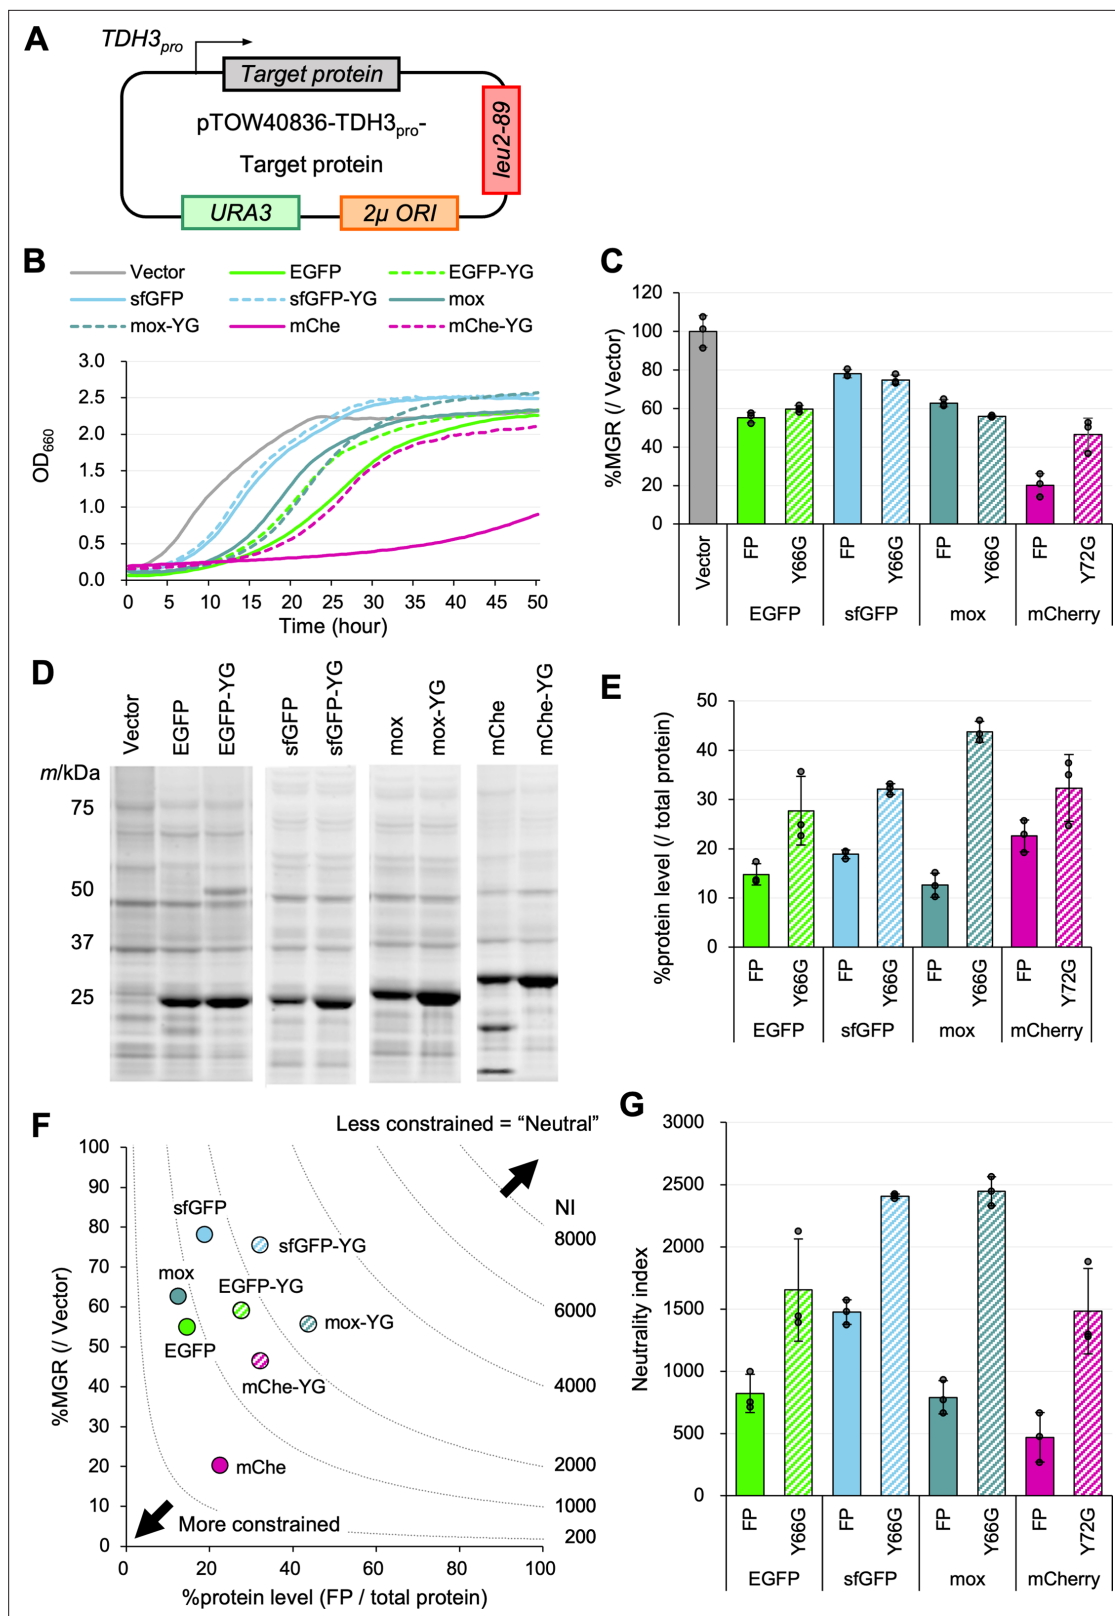 A
TDH3pro
Target protein
pTOW40836-TDH3pro-
Target protein
leu2-89
URA3
2μ ORI
B
Vector
EGFP
EGFP-YG
sfGFP
sfGFP-YG
mox
mox-YG
mChe
mChe-YG
3.0
2.5
2.0
1.5
1.0
0.5
0.0
OD660
0 5 10 15 20 25 30 35 40 45 50
Time (hour)
C
120
100
80
60
40
20
0
%MGR (/ Vector)
Vector
FP
Y66G
FP
Y66G
FP
Y66G
FP
Y72G
EGFP
sfGFP
mox
mCherry
D
Vector
EGFP
EGFP-YG
sfGFP
sfGFP-YG
mox
mox-YG
mChe
mChe-YG
m/kDa
75
50
37
25
E
50
40
30
20
10
0
%protein level (/ total protein)
FP
Y66G
FP
Y66G
FP
Y66G
FP
Y72G
EGFP
sfGFP
mox
mCherry
F
Less constrained = “Neutral”
100
90
80
70
60
50
40
30
20
10
0
%MGR (/ Vector)
sfGFP
sfGFP-YG
mox
EGFP-YG
mox-YG
EGFP
mChe-YG
mChe
More constrained
NI
8000
6000
4000
2000
1000
200
0 20 40 60 80 100
%protein level (FP / total protein)
G
3000
2500
2000
1500
1000
500
0
Neutrality index
FP
Y66G
FP
Y66G
FP
Y66G
FP
Y72G
EGFP
sfGFP
mox
mCherry